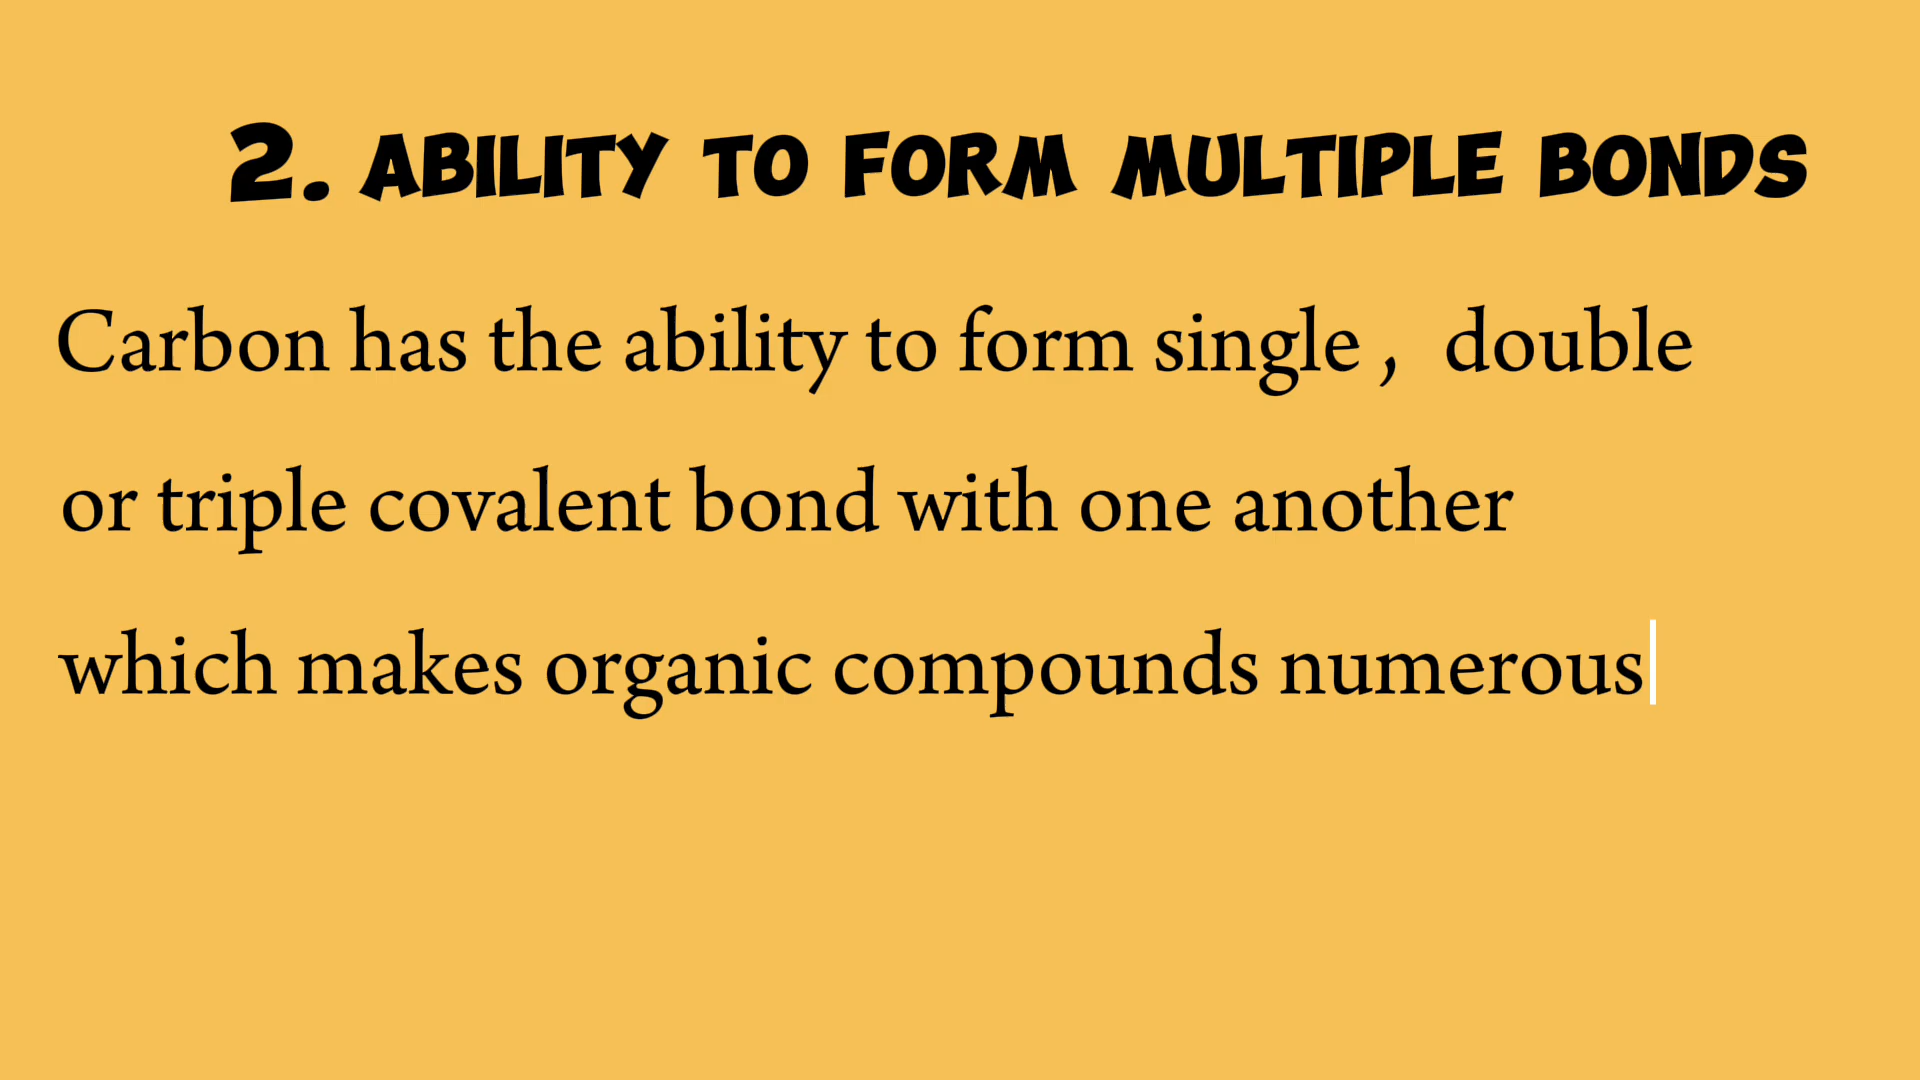 2. ABILITY TO FORM MULTIPLE BONDS
Carbon has the ability to form single , double
or triple covalent bond with one another
which makes organic compounds numerous